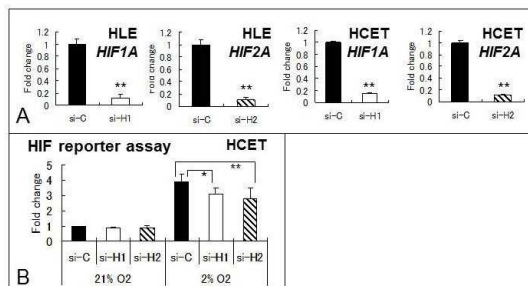 HLE
HIF1A
Fold change
1.2
1
0.8
0.6
0.4
0.2
0
**
si-C
si-H1
HLE
HIF2A
Fold change
1.2
1
0.8
0.6
0.4
0.2
0
**
si-C
si-H2
HCET
HIF1A
Fold change
1.2
1
0.8
0.6
0.4
0.2
0
**
si-C
si-H1
HCET
HIF2A
Fold change
1.2
1
0.8
0.6
0.4
0.2
0
**
si-C
si-H2
A
HIF reporter assay
HCET
Fold change
5
4
3
2
1
0
*
**
si-C si-H1 si-H2 si-C si-H1 si-H2
21% O2 2% O2
B